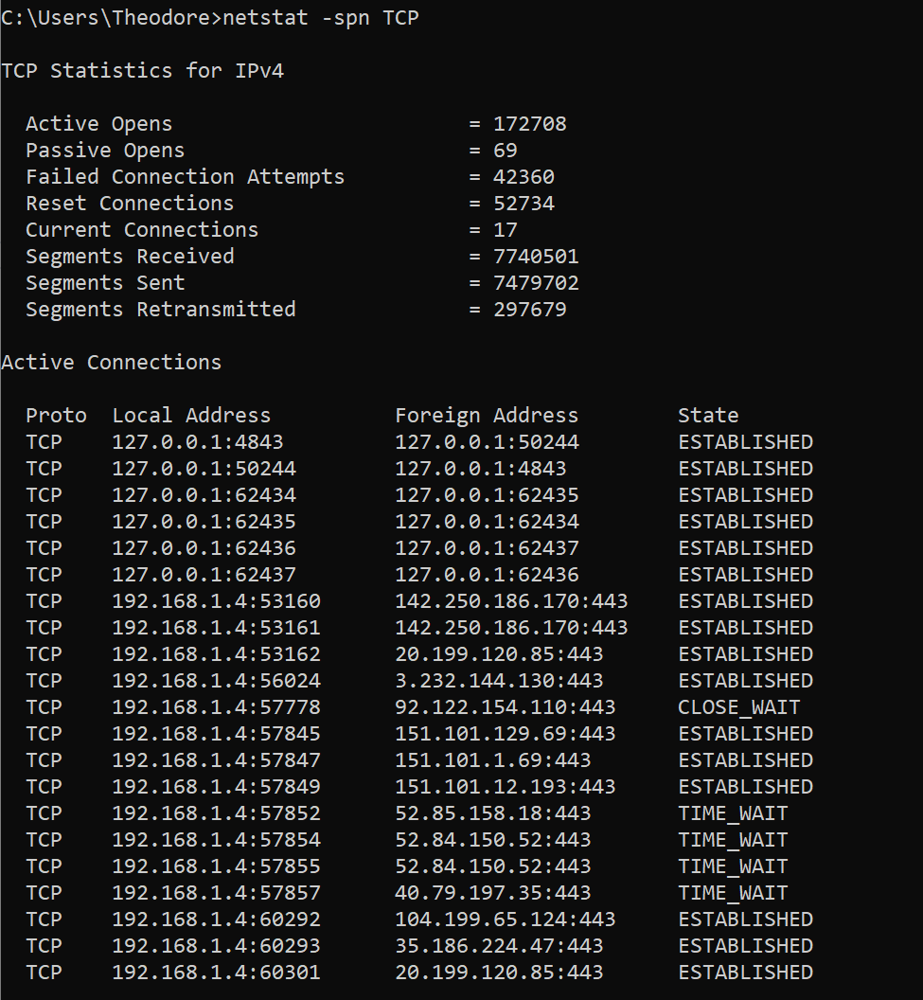 C:\Users\Theodore>netstat -spn TCP
TCP Statistics for IPv4
Active Opens = 172708
Passive Opens = 69
Failed Connection Attempts = 42360
Reset Connections = 52734
Current Connections = 17
Segments Received = 7740501
Segments Sent = 7479702
Segments Retransmitted = 297679
Active Connections
Proto Local Address Foreign Address State
TCP 127.0.0.1:4843 127.0.0.1:50244 ESTABLISHED
TCP 127.0.0.1:50244 127.0.0.1:4843 ESTABLISHED
TCP 127.0.0.1:62434 127.0.0.1:62435 ESTABLISHED
TCP 127.0.0.1:62435 127.0.0.1:62434 ESTABLISHED
TCP 127.0.0.1:62436 127.0.0.1:62437 ESTABLISHED
TCP 127.0.0.1:62437 127.0.0.1:62436 ESTABLISHED
TCP 192.168.1.4:53160 142.250.186.170:443 ESTABLISHED
TCP 192.168.1.4:53161 142.250.186.170:443 ESTABLISHED
TCP 192.168.1.4:53162 20.199.120.85:443 ESTABLISHED
TCP 192.168.1.4:56024 3.232.144.130:443 ESTABLISHED
TCP 192.168.1.4:57778 92.122.154.110:443 CLOSE_WAIT
TCP 192.168.1.4:57845 151.101.129.69:443 ESTABLISHED
TCP 192.168.1.4:57847 151.101.1.69:443 ESTABLISHED
TCP 192.168.1.4:57849 151.101.12.193:443 ESTABLISHED
TCP 192.168.1.4:57852 52.85.158.18:443 TIME_WAIT
TCP 192.168.1.4:57854 52.84.150.52:443 TIME_WAIT
TCP 192.168.1.4:57855 52.84.150.52:443 TIME_WAIT
TCP 192.168.1.4:57857 40.79.197.35:443 TIME_WAIT
TCP 192.168.1.4:60292 104.199.65.124:443 ESTABLISHED
TCP 192.168.1.4:60293 35.186.224.47:443 ESTABLISHED
TCP 192.168.1.4:60301 20.199.120.85:443 ESTABLISHED